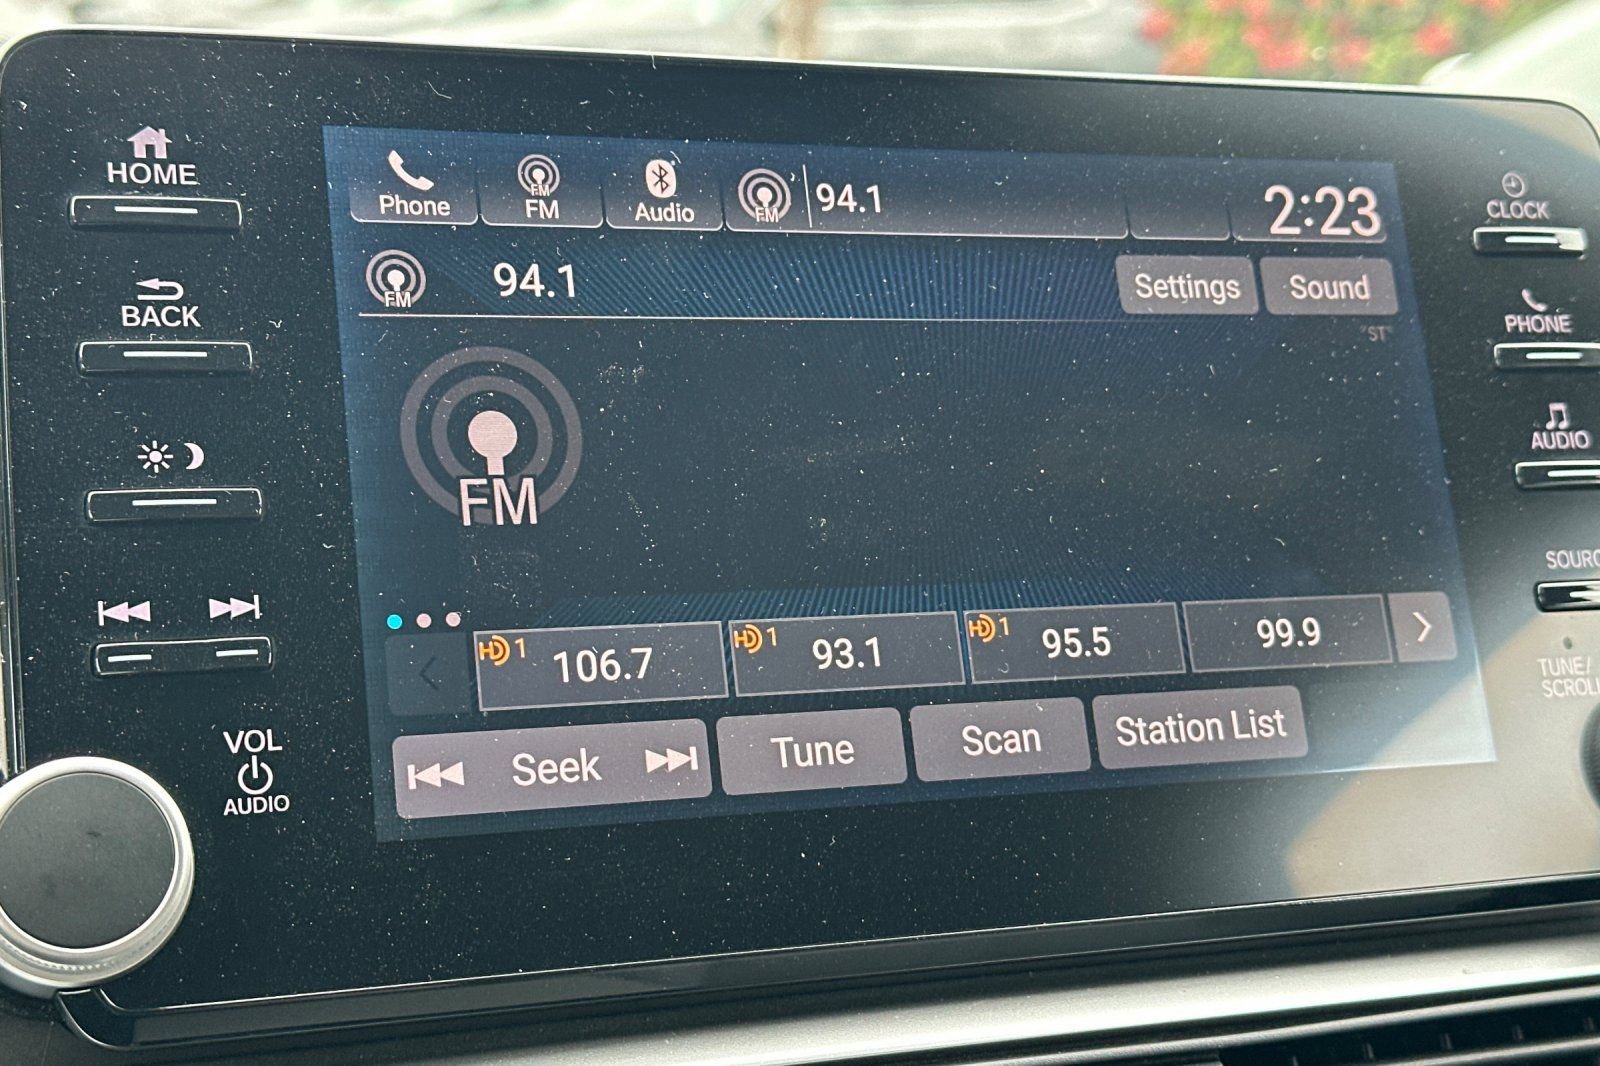 HOME
BACK
VOL
AUDIO
Phone
FM
FM
Audio
FM
94.1
2:23
FM
94.1
Settings
Sound
"ST"
FM
HD 1
106.7
HD 1
93.1
HD 1
95.5
99.9
Seek
Tune
Scan
Station List
CLOCK
PHONE
AUDIO
SOURC
TUNE/
SCROLL